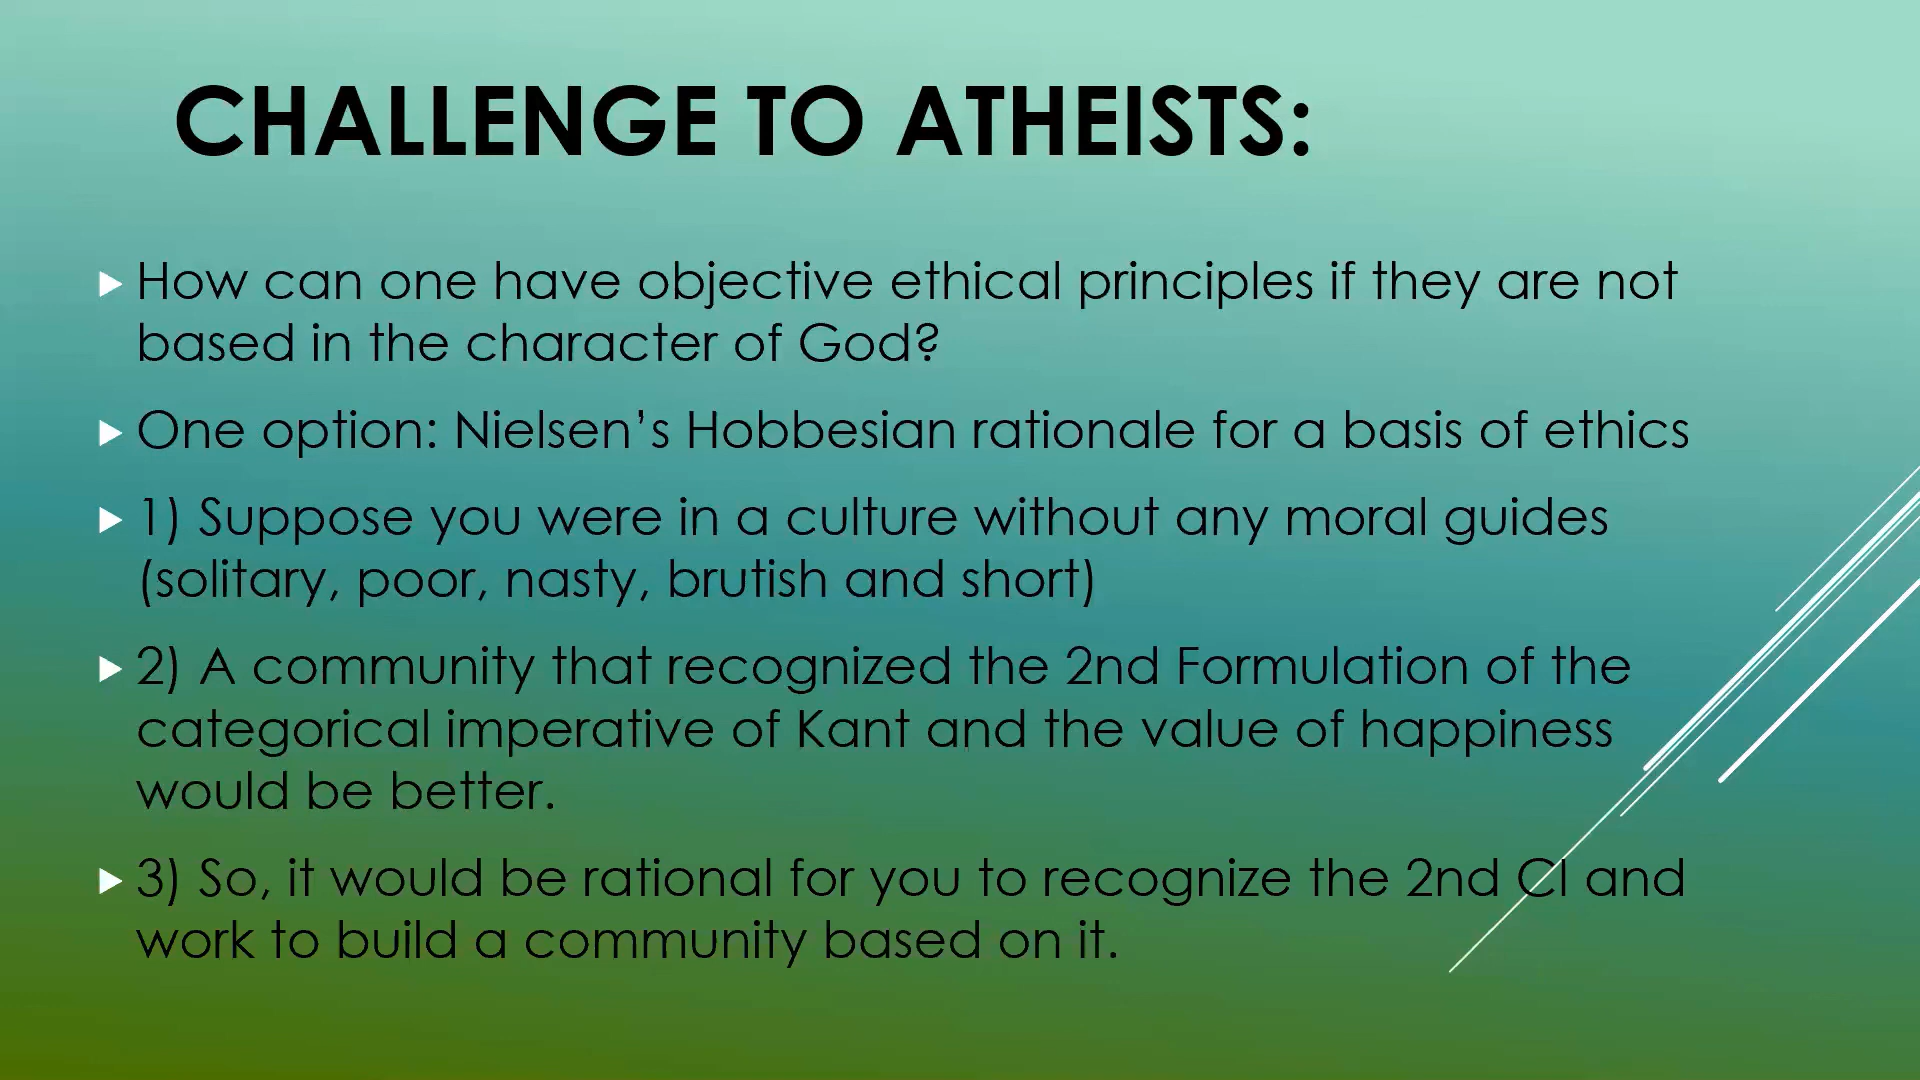 CHALLENGE TO ATHEISTS:
How can one have objective ethical principles if they are not
based in the character of God?
One option: Nielsen’s Hobbesian rationale for a basis of ethics
1) Suppose you were in a culture without any moral guides
(solitary, poor, nasty, brutish and short)
2) A community that recognized the 2nd Formulation of the
categorical imperative of Kant and the value of happiness
would be better.
3) So, it would be rational for you to recognize the 2nd CI and
work to build a community based on it.